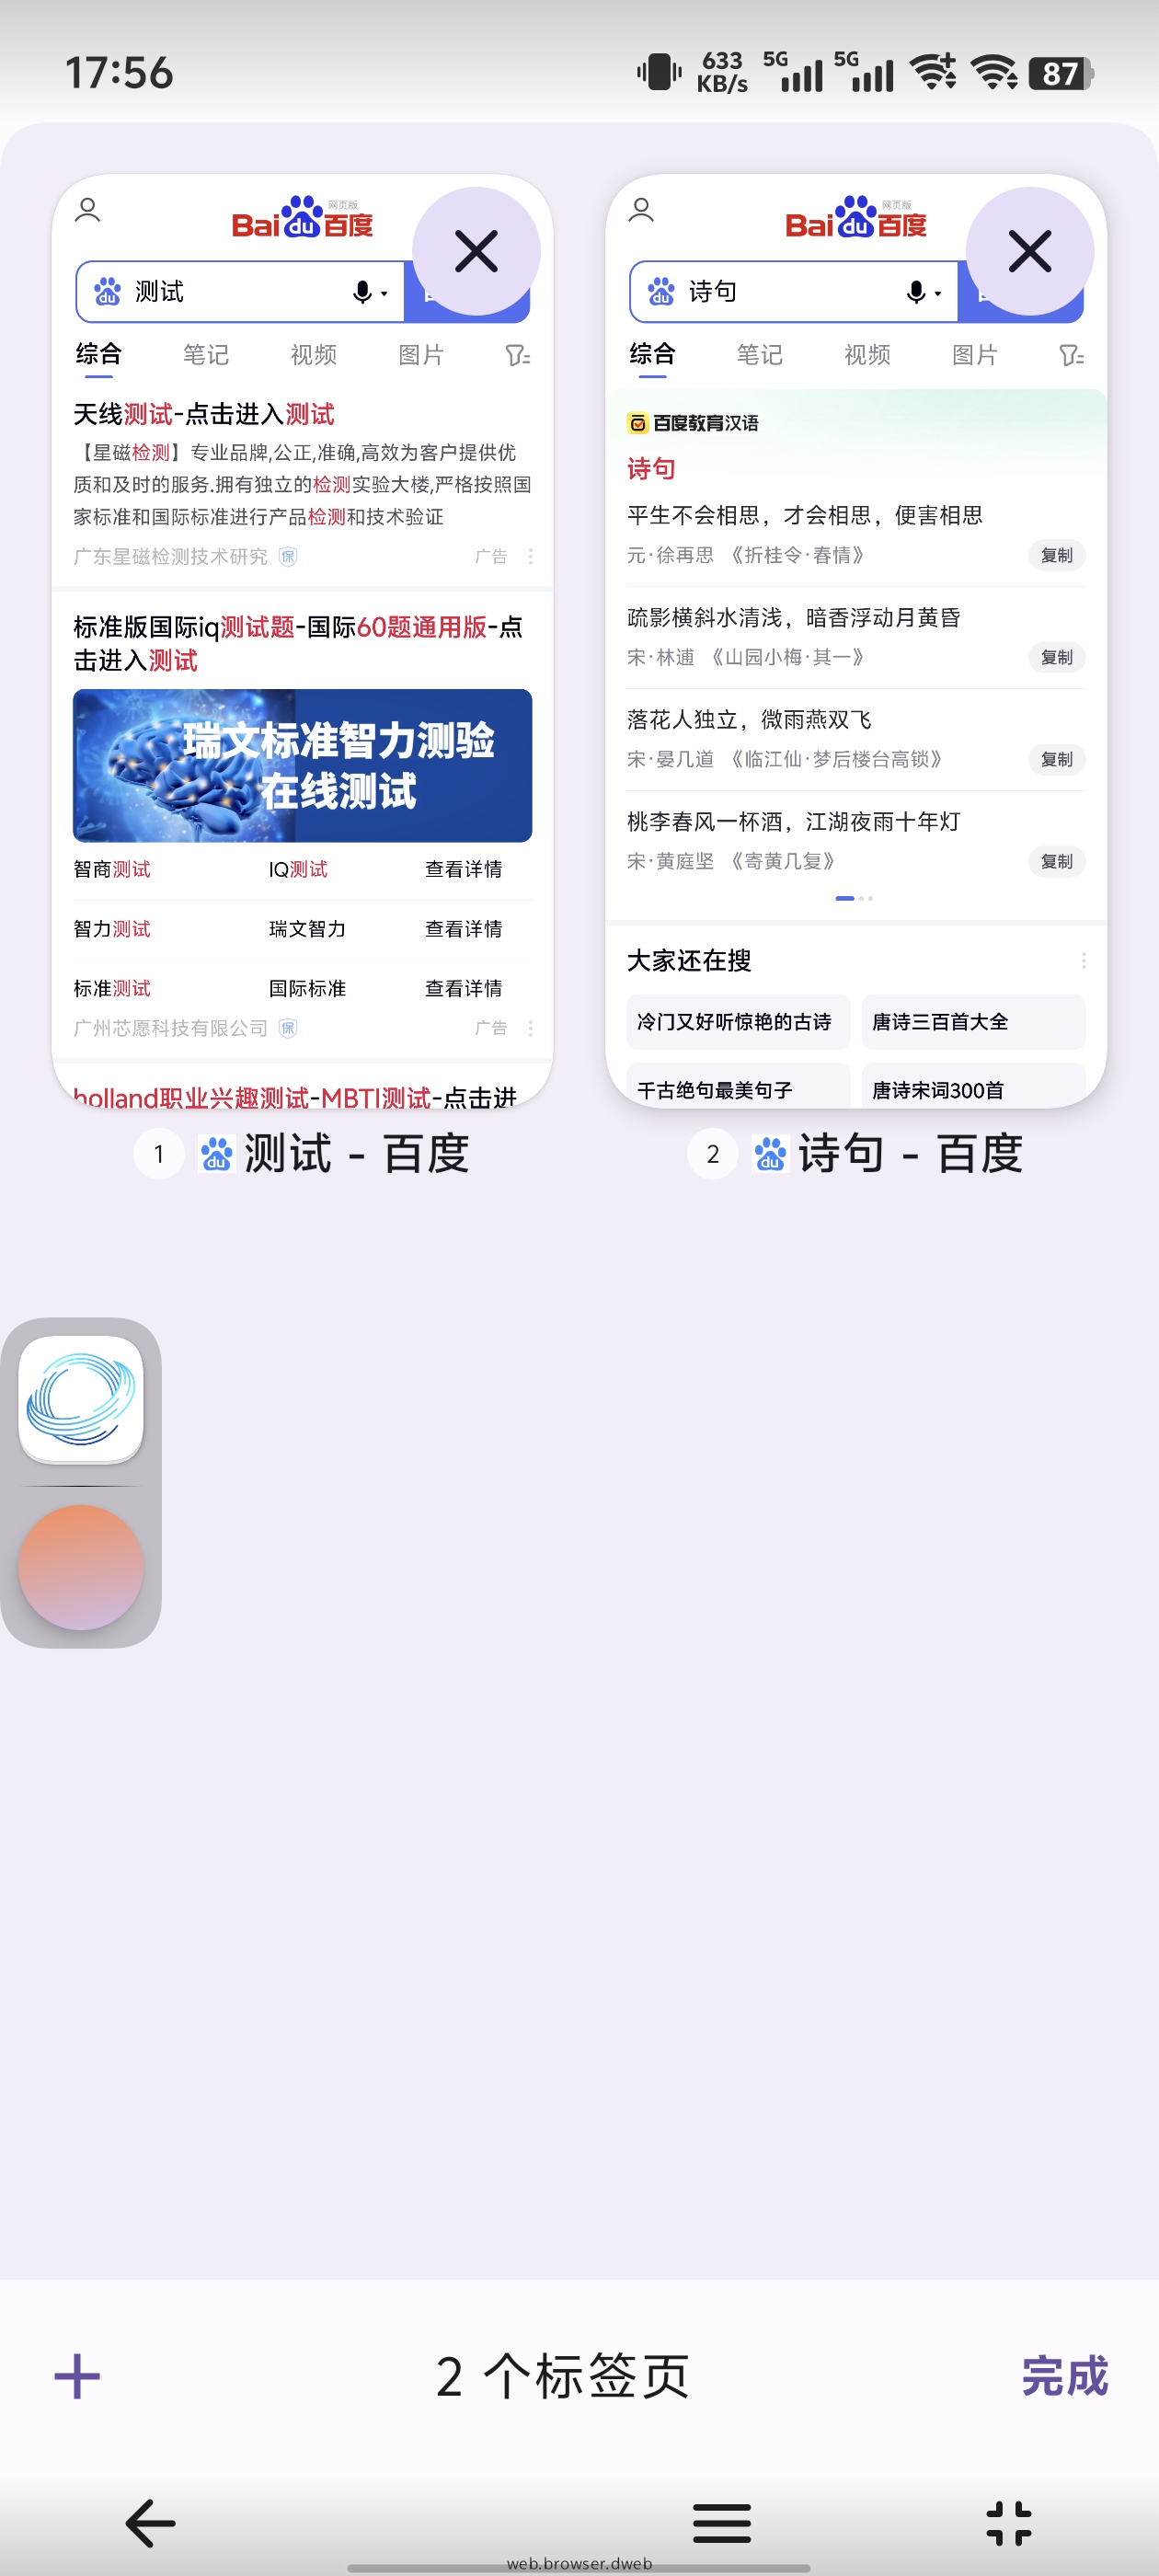 17:56
633
KB/s
5G
5G
87
Bai du 百度
网页版
测试
综合
笔记
视频
图片
天线测试-点击进入测试
【星磁检测】专业品牌,公正,准确,高效为客户提供优
质和及时的服务.拥有独立的检测实验大楼,严格按照国
家标准和国际标准进行产品检测和技术验证
广东星磁检测技术研究
保
广告
标准版国际iq测试题-国际60题通用版-点
击进入测试
瑞文标准智力测验
在线测试
智商测试
IQ测试
查看详情
智力测试
瑞文智力
查看详情
标准测试
国际标准
查看详情
广州芯愿科技有限公司
保
广告
holland职业兴趣测试-MBTI测试-点击进
1
du
测试 - 百度
Bai du 百度
网页版
诗句
综合
笔记
视频
图片
百度教育汉语
诗句
平生不会相思，才会相思，便害相思
元·徐再思 《折桂令·春情》
复制
疏影横斜水清浅，暗香浮动月黄昏
宋·林逋 《山园小梅·其一》
复制
落花人独立，微雨燕双飞
宋·晏几道 《临江仙·梦后楼台高锁》
复制
桃李春风一杯酒，江湖夜雨十年灯
宋·黄庭坚 《寄黄几复》
复制
大家还在搜
冷门又好听惊艳的古诗
唐诗三百首大全
千古绝句最美句子
唐诗宋词300首
2
du
诗句 - 百度
2 个标签页
完成
web.browser.dweb